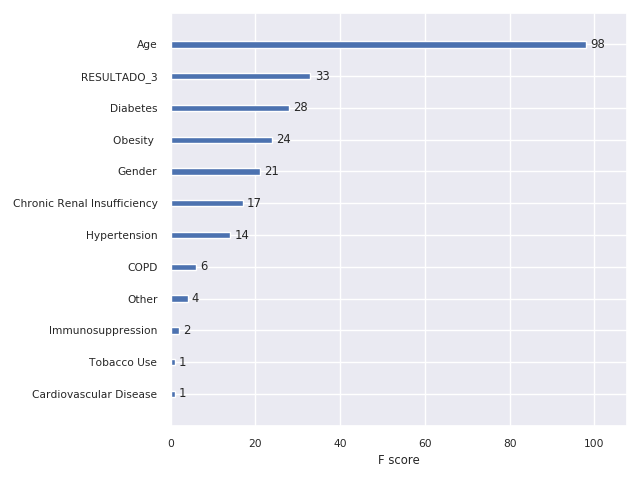 Age 98
RESULTADO_3 33
Diabetes 28
Obesity 24
Gender 21
Chronic Renal Insufficiency 17
Hypertension 14
COPD 6
Other 4
Immunosuppression 2
Tobacco Use 1
Cardiovascular Disease 1
0 20 40 60 80 100
F score